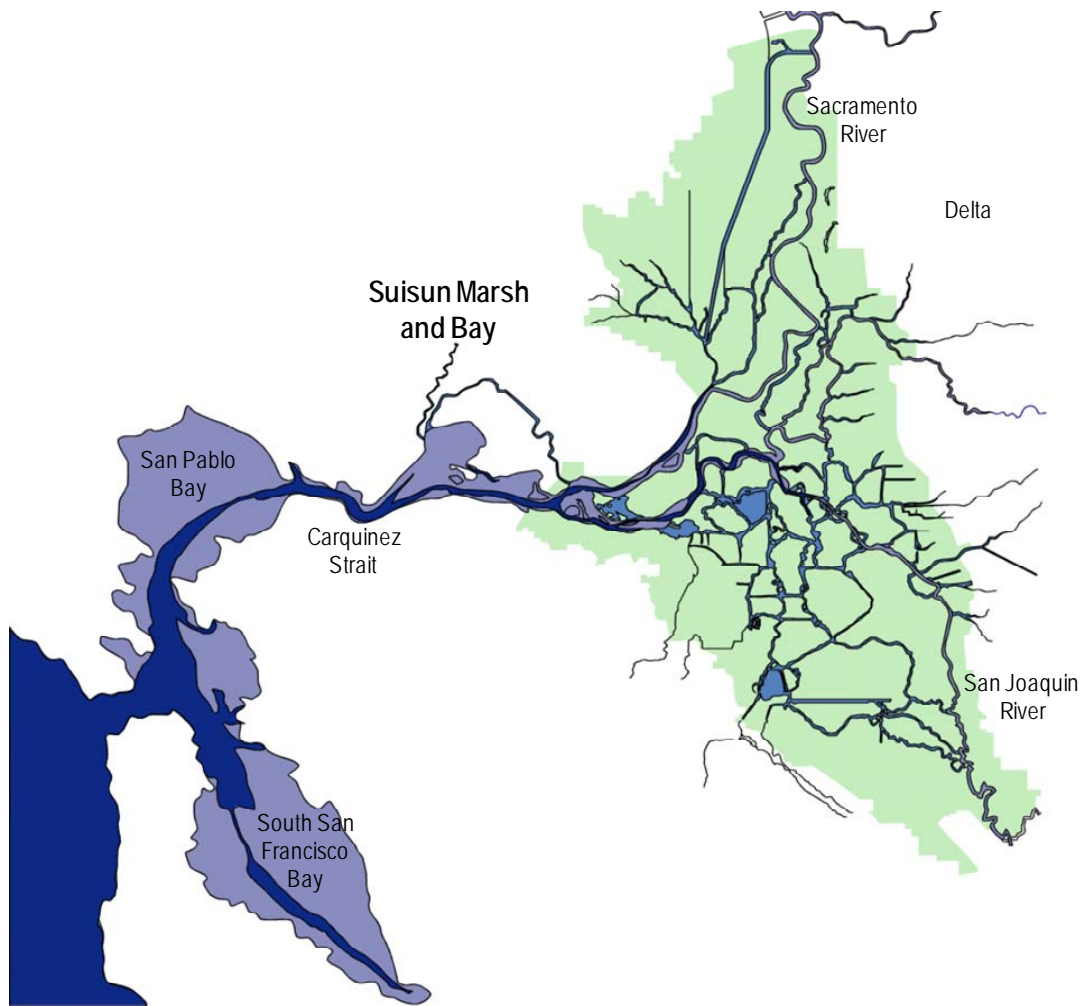 Sacramento
River
Delta
Suisun Marsh
and Bay
San Pablo
Bay
Carquinez
Strait
San Joaquin
River
South San
Francisco
Bay